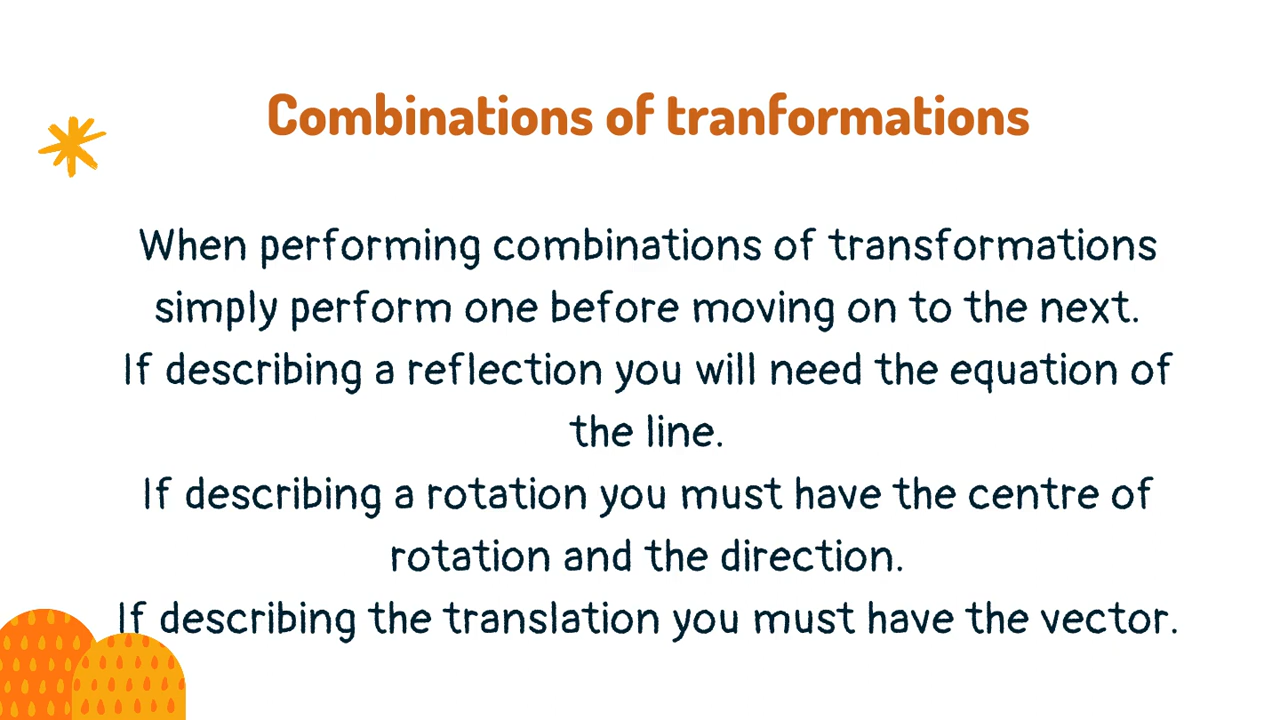 Combinations of tranformations
When performing combinations of transformations
simply perform one before moving on to the next.
If describing a reflection you will need the equation of
the line.
If describing a rotation you must have the centre of
rotation and the direction.
If describing the translation you must have the vector.